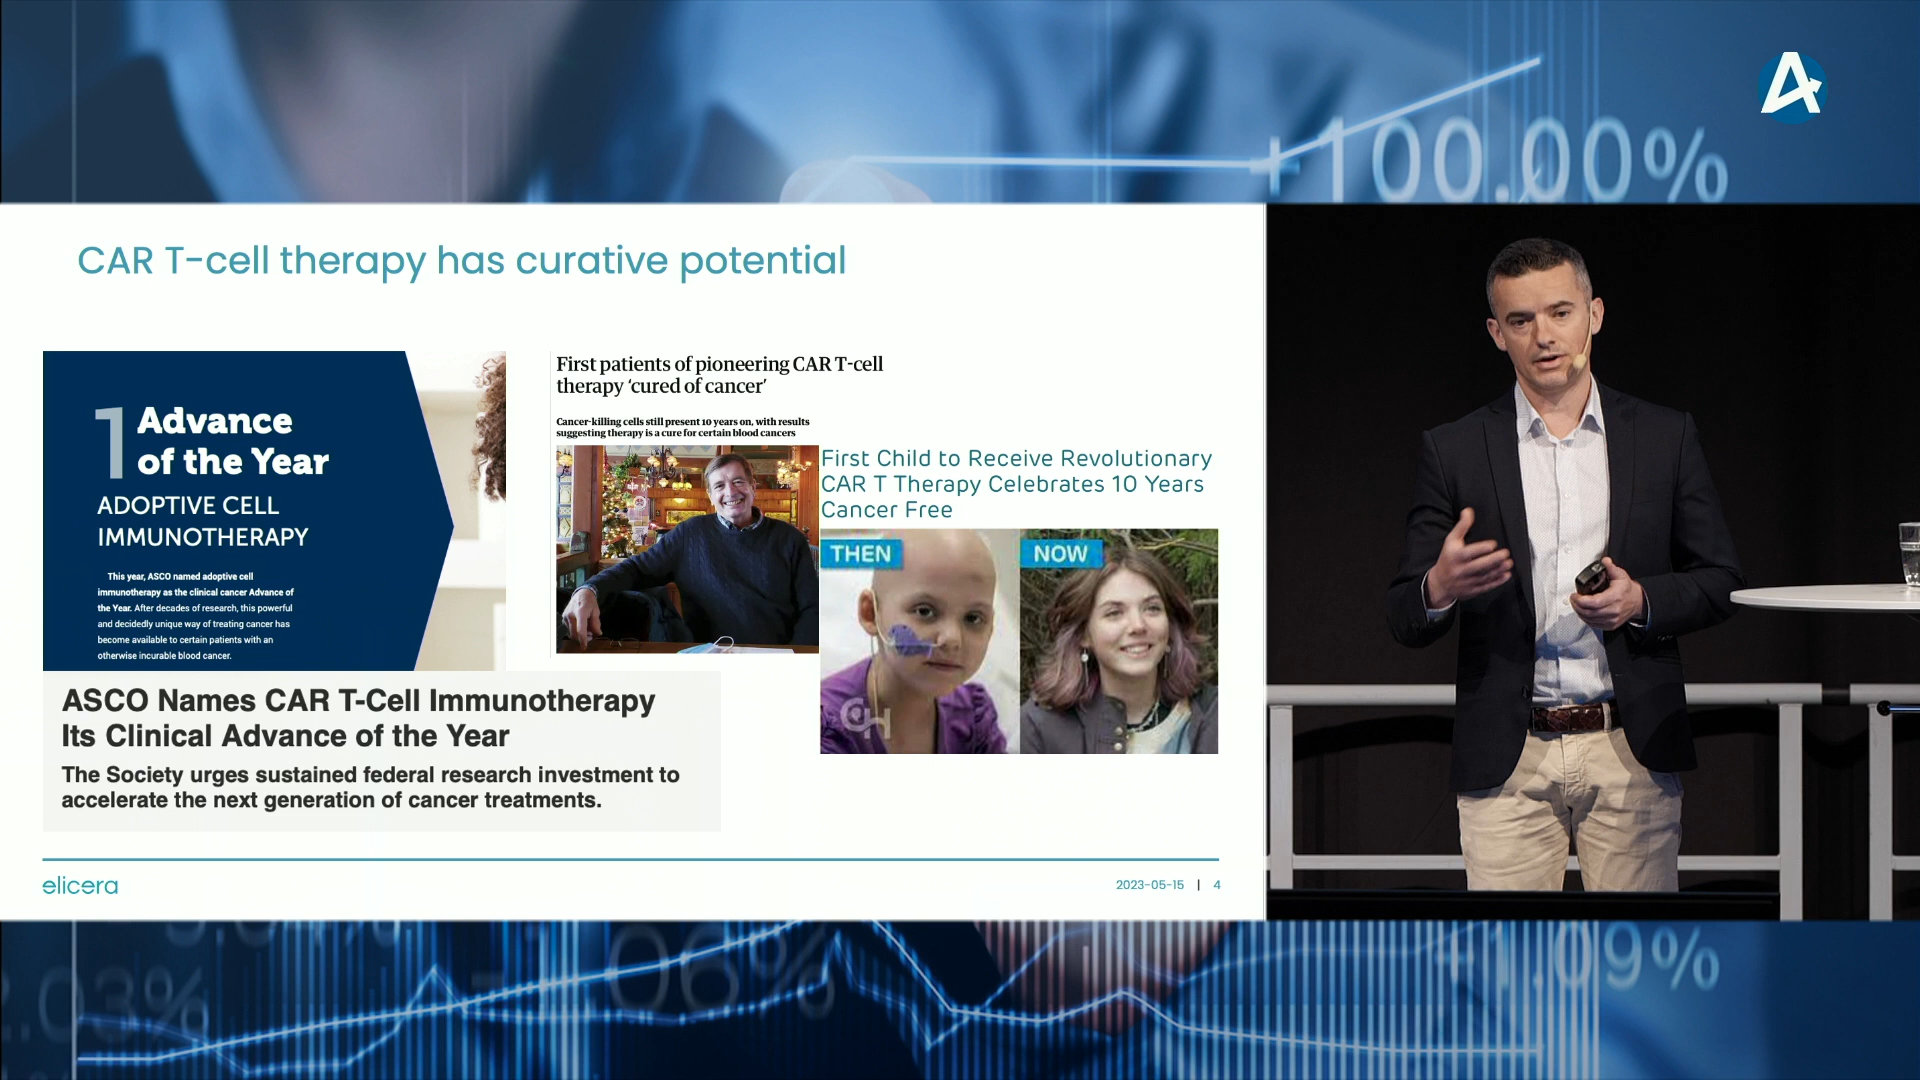 +100.00%
CAR T-cell therapy has curative potential
1 Advance
of the Year
ADOPTIVE CELL
IMMUNOTHERAPY
This year, ASCO named adoptive cell
immunotherapy as the clinical cancer Advance of
the Year. After decades of research, this powerful
and decidedly unique way of treating cancer has
become available to certain patients with an
otherwise incurable blood cancer.
ASCO Names CAR T-Cell Immunotherapy
Its Clinical Advance of the Year
The Society urges sustained federal research investment to
accelerate the next generation of cancer treatments.
First patients of pioneering CAR T-cell
therapy ‘cured of cancer’
Cancer-killing cells still present 10 years on, with results
suggesting therapy is a cure for certain blood cancers
First Child to Receive Revolutionary
CAR T Therapy Celebrates 10 Years
Cancer Free
THEN
NOW
CH
elicera
2023-05-15 | 4